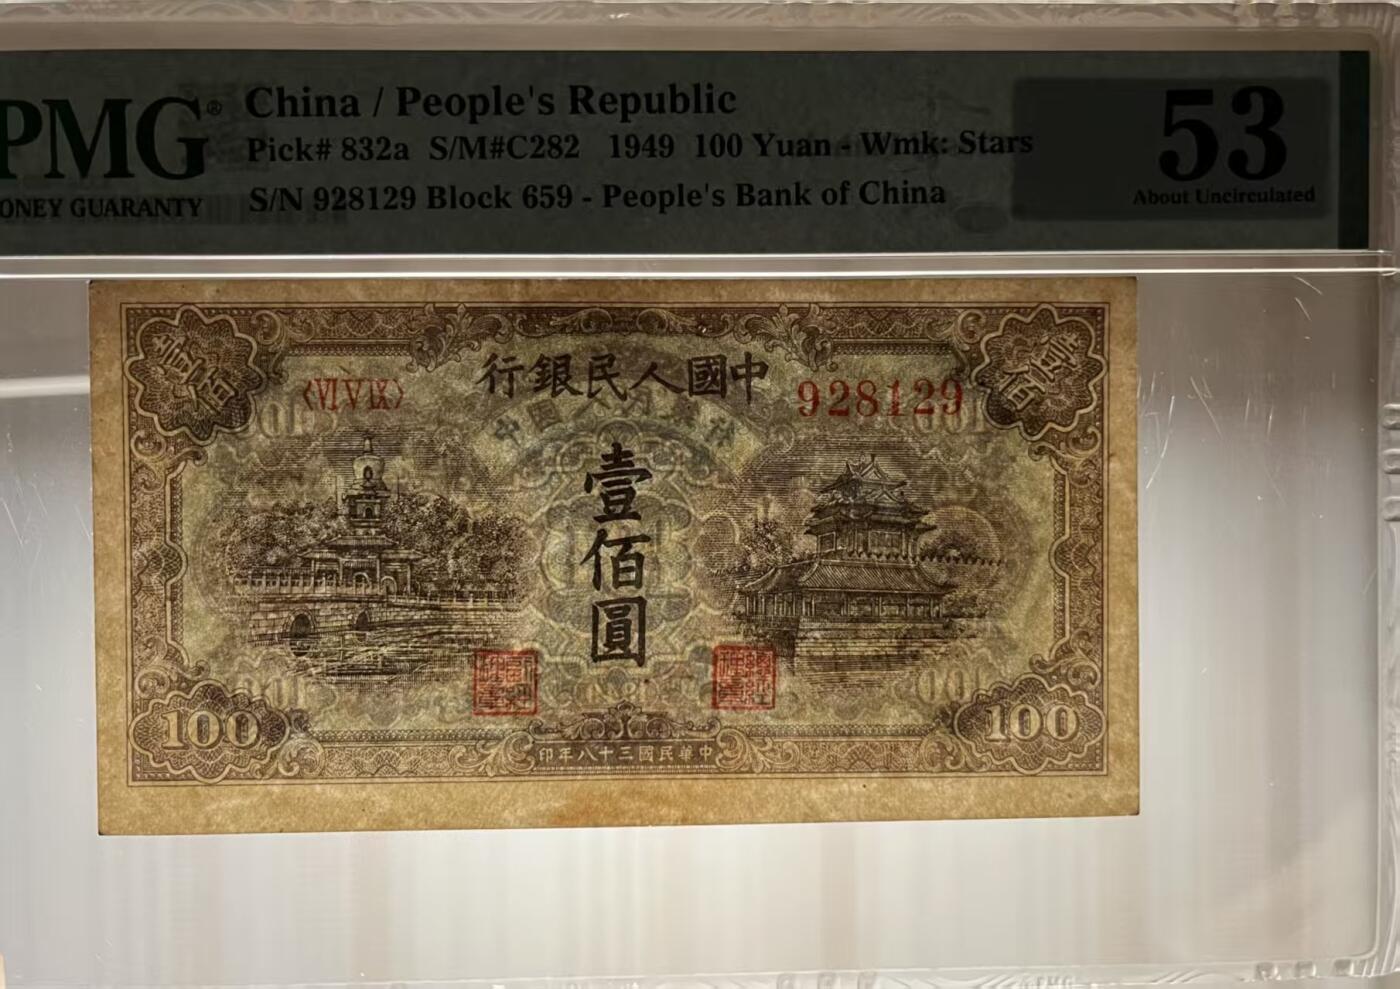 PMG®
MONEY GUARANTY
China / People's Republic
Pick# 832a S/M#C282 1949 100 Yuan - Wmk: Stars
S/N 928129 Block 659 - People's Bank of China
53
About Uncirculated
壹佰
壹佰
行銀民人國中
〈VI V IX〉
928129
壹佰圓
100
100
印年八十三國民華中